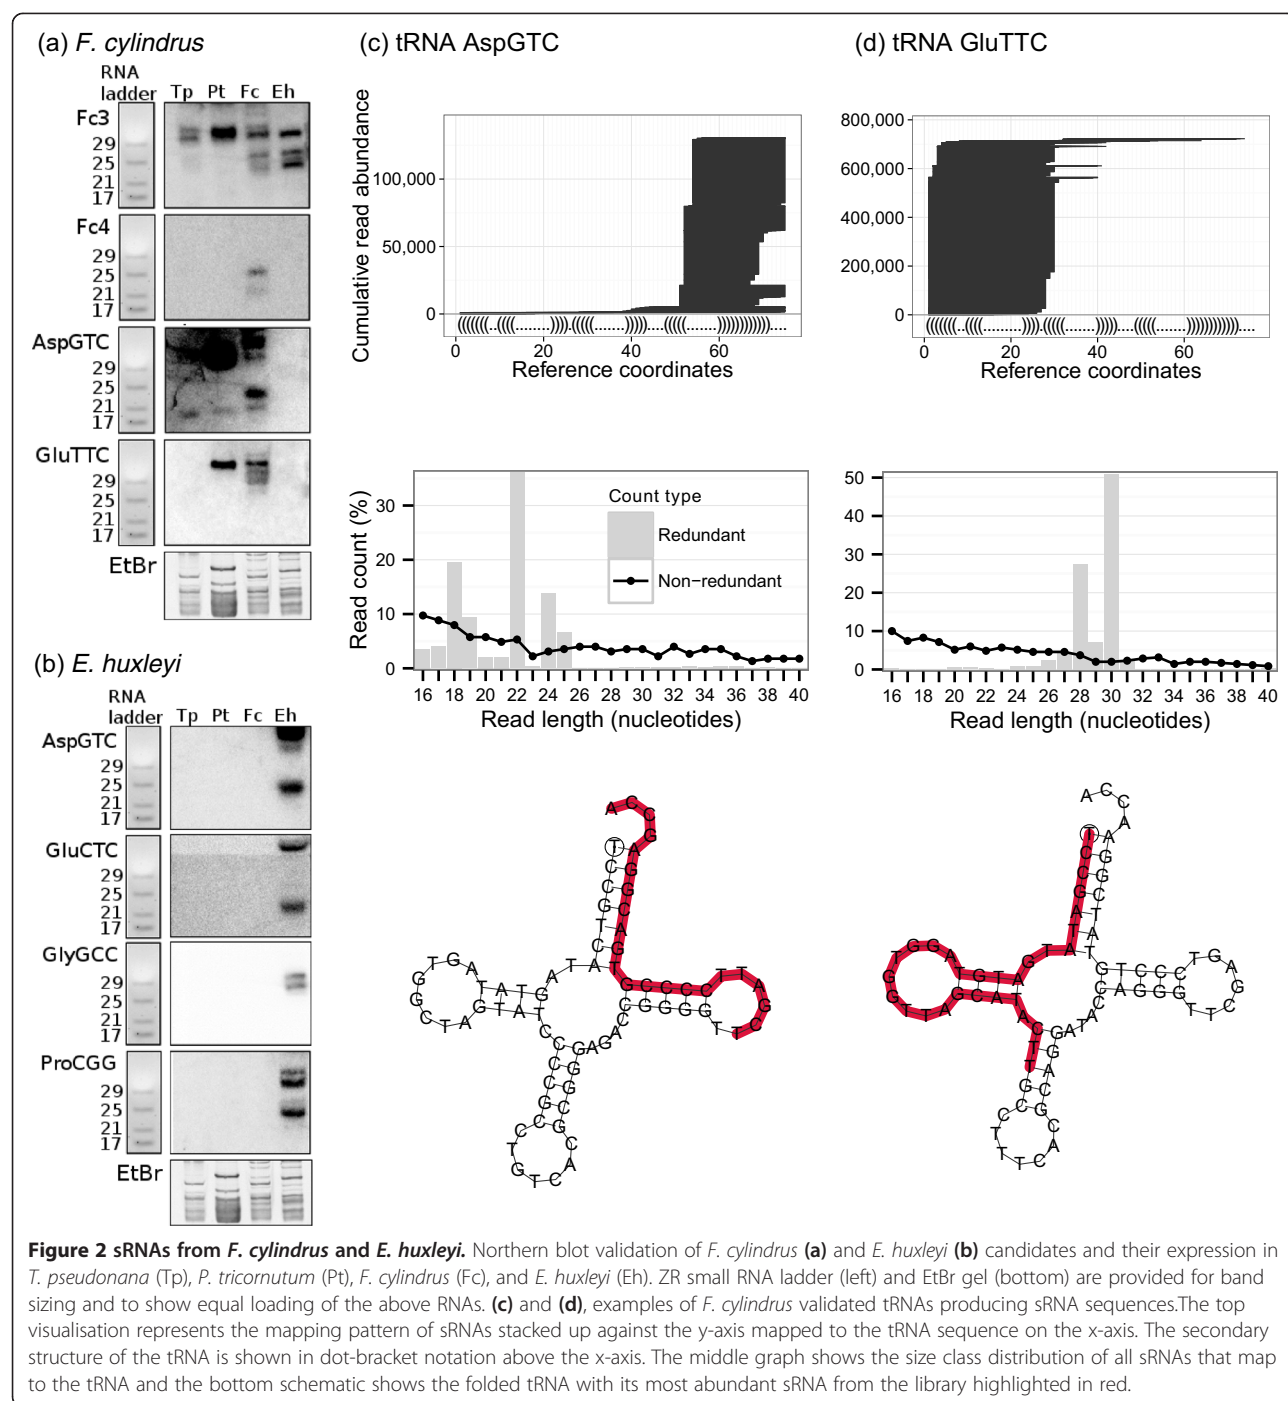 (a) F. cylindrus
RNA
ladder
Tp Pt Fc Eh
Fc3
29
25
21
17
Fc4
29
25
21
17
AspGTC
29
25
21
17
GluTTC
29
25
21
17
EtBr
(b) E. huxleyi
RNA
ladder
Tp Pt Fc Eh
AspGTC
29
25
21
17
GluCTC
29
25
21
17
GlyGCC
29
25
21
17
ProCGG
29
25
21
17
EtBr
(c) tRNA AspGTC
Cumulative read abundance
100,000
50,000
0
0 20 40 60
Reference coordinates
Read count (%)
30
20
10
0
Count type
Redundant
Non-redundant
16 18 20 22 24 26 28 30 32 34 36 38 40
Read length (nucleotides)
(d) tRNA GluTTC
800,000
600,000
400,000
200,000
0
0 20 40 60
Reference coordinates
50
40
30
20
10
0
16 18 20 22 24 26 28 30 32 34 36 38 40
Read length (nucleotides)
Figure 2 sRNAs from F. cylindrus and E. huxleyi. Northern blot validation of F. cylindrus (a) and E. huxleyi (b) candidates and their expression in
T. pseudonana (Tp), P. tricornutum (Pt), F. cylindrus (Fc), and E. huxleyi (Eh). ZR small RNA ladder (left) and EtBr gel (bottom) are provided for band
sizing and to show equal loading of the above RNAs. (c) and (d), examples of F. cylindrus validated tRNAs producing sRNA sequences.The top
visualisation represents the mapping pattern of sRNAs stacked up against the y-axis mapped to the tRNA sequence on the x-axis. The secondary
structure of the tRNA is shown in dot-bracket notation above the x-axis. The middle graph shows the size class distribution of all sRNAs that map
to the tRNA and the bottom schematic shows the folded tRNA with its most abundant sRNA from the library highlighted in red.